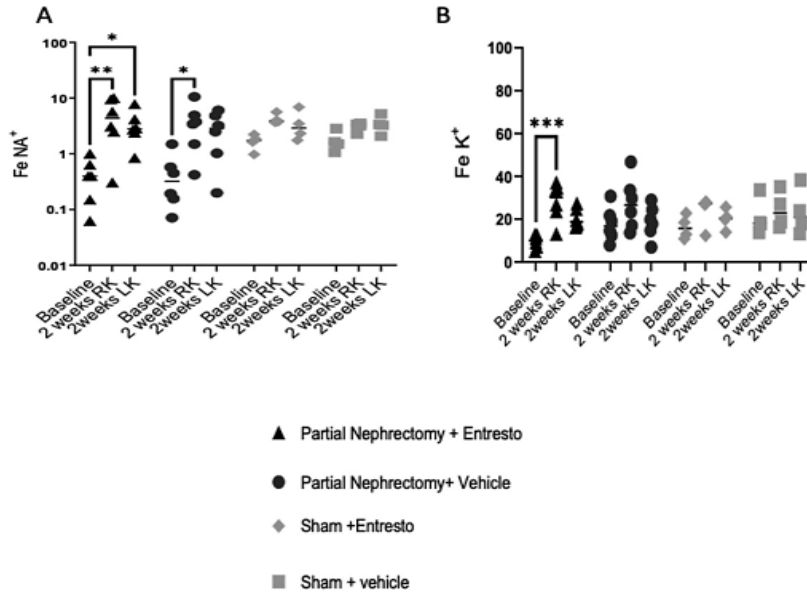 A
B
*
**
*
***
Fe NA+
100
10
1
0.1
0.01
Baseline
2 weeks RK
2weeks LK
Baseline
2 weeks RK
2weeks LK
Baseline
2 weeks RK
2weeks LK
Baseline
2 weeks RK
2weeks LK
Fe K+
100
80
60
40
20
0
Baseline
2 weeks RK
2weeks LK
Baseline
2 weeks RK
2weeks LK
Baseline
2 weeks RK
2weeks LK
Baseline
2 weeks RK
2weeks LK
Partial Nephrectomy + Entresto
Partial Nephrectomy+ Vehicle
Sham +Entresto
Sham + vehicle